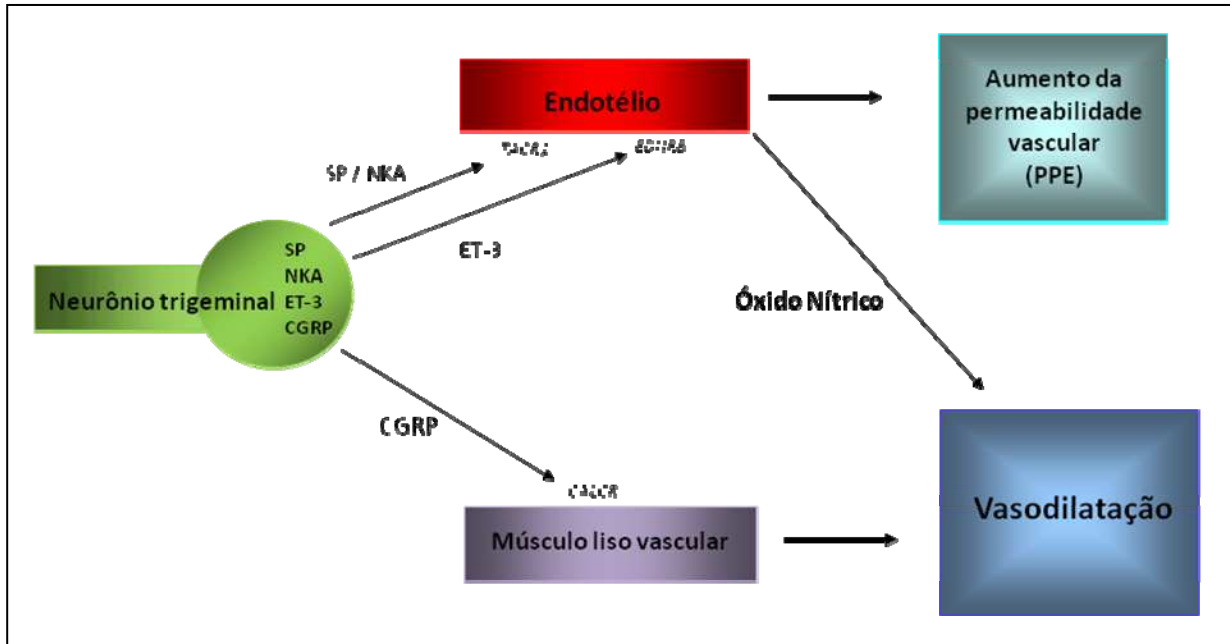 Endotélio
Aumento da
permeabilidade
vascular
(PPE)
SP / NKA
ET-3
Neurônio trigeminal
SP
NKA
ET-3
CGRP
Óxido Nítrico
CGRP
Músculo liso vascular
Vasodilatação